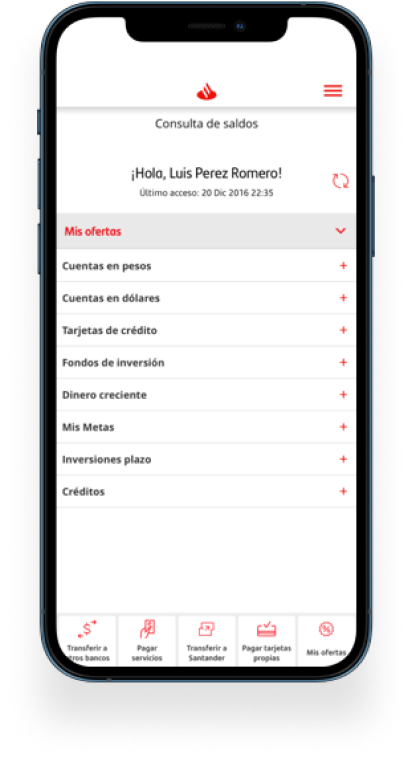 Consulta de saldos
¡Hola, Luis Perez Romero!
Último acceso: 20 Dic 2016 22:35
Mis ofertas
Cuentas en pesos
Cuentas en dólares
Tarjetas de crédito
Fondos de inversión
Dinero creciente
Mis Metas
Inversiones plazo
Créditos
Transferir a
otros bancos
Pagar
servicios
Transferir a
Santander
Pagar tarjetas
propias
Mis ofertas